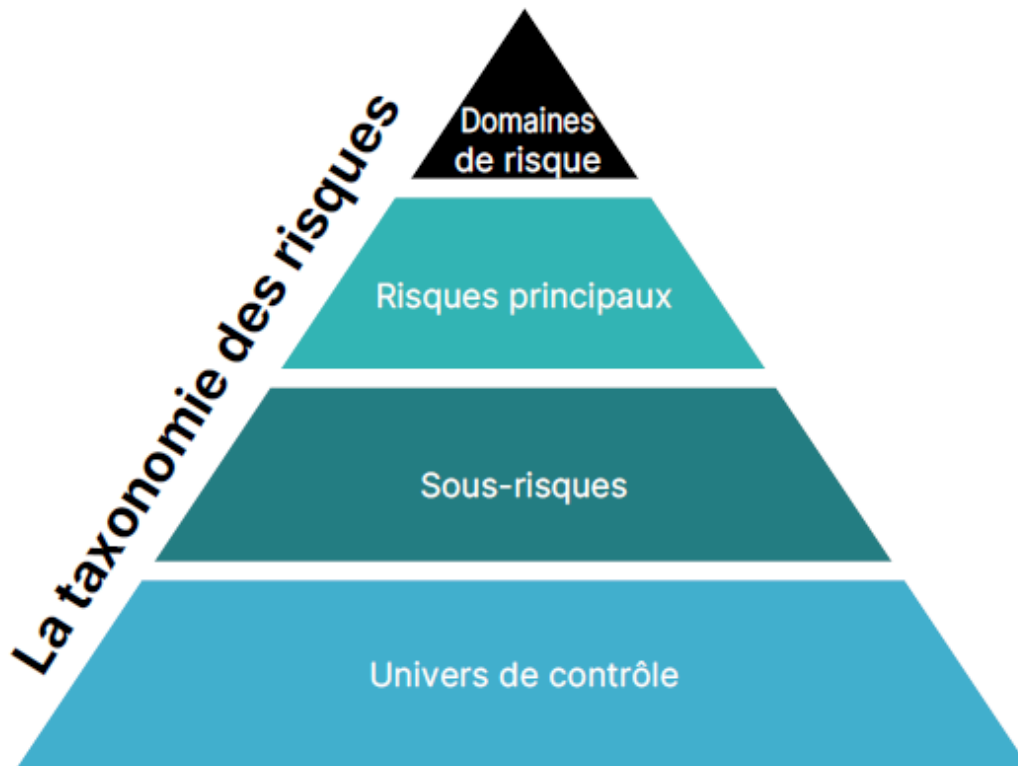 La taxonomie des risques
Domaines
de risque
Risques principaux
Sous-risques
Univers de contrôle